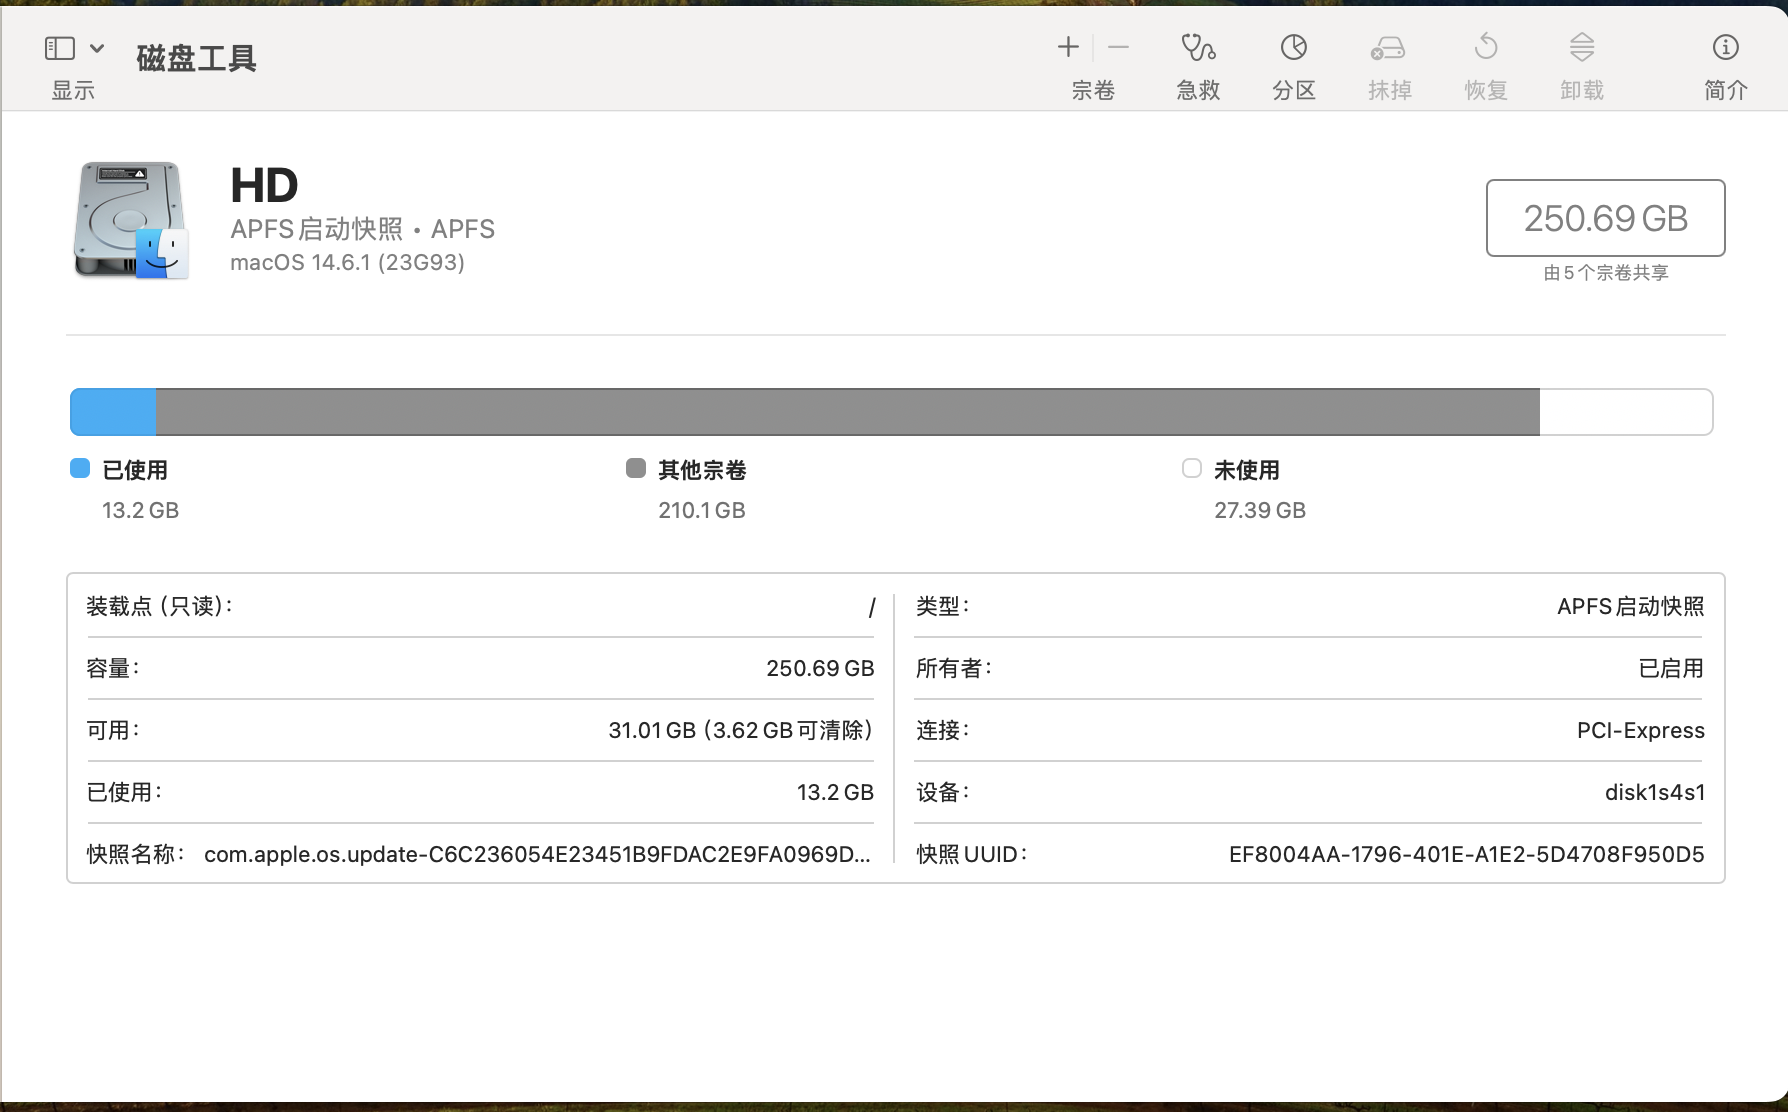 磁盘工具
显示
宗卷
急救
分区
抹掉
恢复
卸载
简介
HD
APFS启动快照 • APFS
macOS 14.6.1 (23G93)
250.69 GB
由5个宗卷共享
已使用
13.2 GB
其他宗卷
210.1 GB
未使用
27.39 GB
装载点（只读）： /
容量： 250.69 GB
可用： 31.01 GB（3.62 GB可清除）
已使用： 13.2 GB
快照名称： com.apple.os.update-C6C236054E23451B9FDAC2E9FA0969D...
类型： APFS启动快照
所有者： 已启用
连接： PCI-Express
设备： disk1s4s1
快照UUID： EF8004AA-1796-401E-A1E2-5D4708F950D5